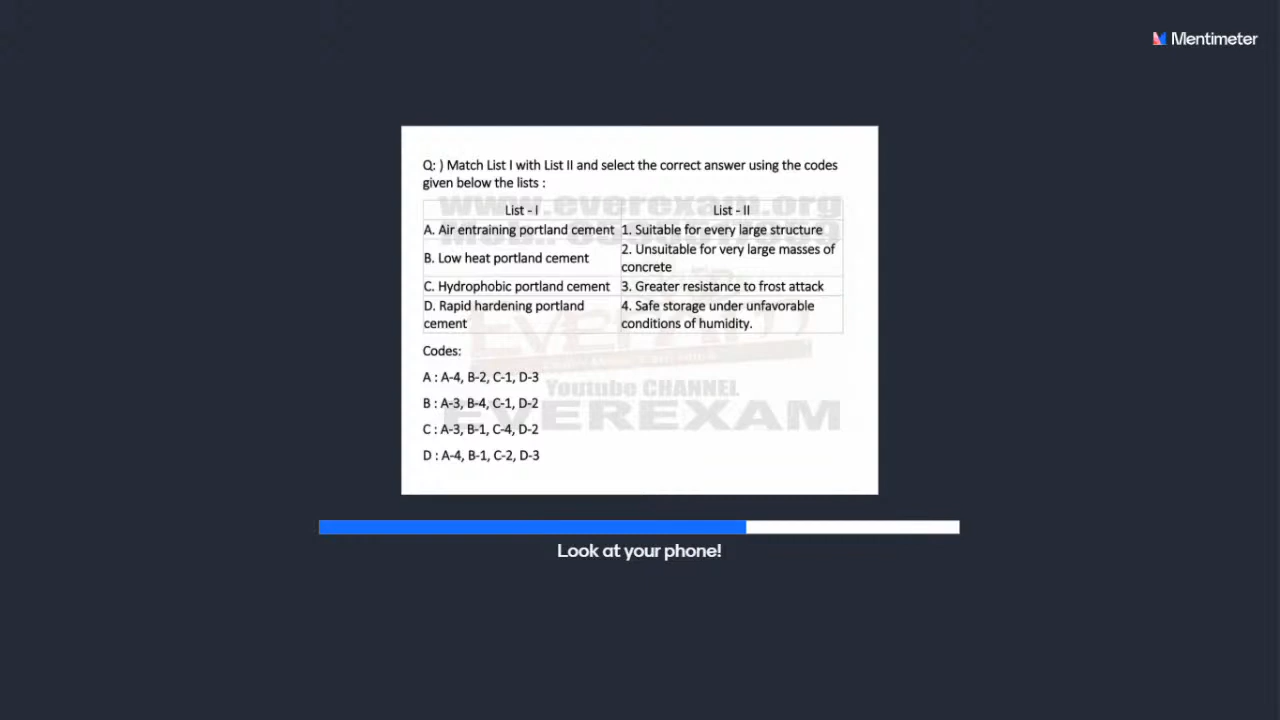 Mentimeter
Q: ) Match List I with List II and select the correct answer using the codes
given below the lists :
www.everexam.org
List - I List - II
A. Air entraining portland cement 1. Suitable for every large structure
B. Low heat portland cement 2. Unsuitable for very large masses of
concrete
C. Hydrophobic portland cement 3. Greater resistance to frost attack
D. Rapid hardening portland
cement 4. Safe storage under unfavorable
conditions of humidity.
Codes:
A : A-4, B-2, C-1, D-3
Youtube CHANNEL
B : A-3, B-4, C-1, D-2
EVEREXAM
C : A-3, B-1, C-4, D-2
D : A-4, B-1, C-2, D-3
Look at your phone!